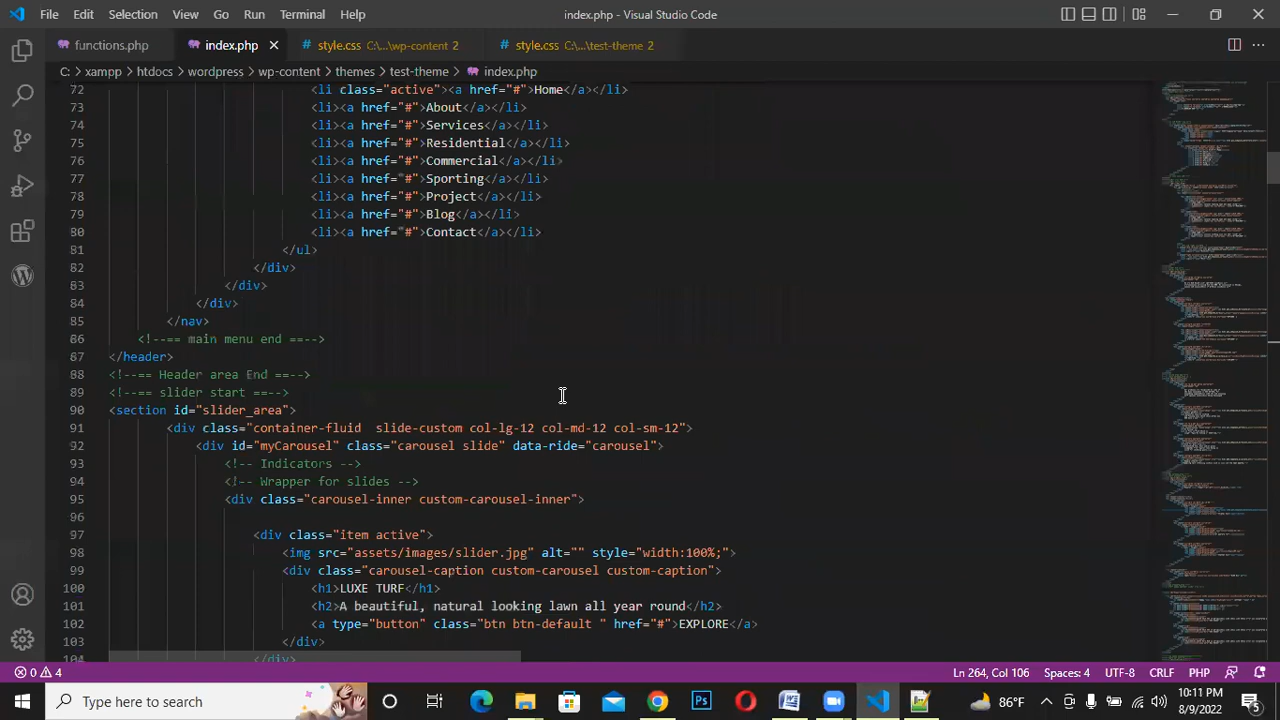 File Edit Selection View Go Run Terminal Help index.php - Visual Studio Code
functions.php index.php style.css C:\...\wp-content 2 style.css C:\...\test-theme 2
C: > xampp > htdocs > wordpress > wp-content > themes > test-theme > index.php
72 <li class="active"><a href="#">Home</a></li>
73 <li><a href="#">About</a></li>
74 <li><a href="#">Services</a></li>
75 <li><a href="#">Residential</a></li>
76 <li><a href="#">Commercial</a></li>
77 <li><a href="#">Sporting</a></li>
78 <li><a href="#">Project</a></li>
79 <li><a href="#">Blog</a></li>
80 <li><a href="#">Contact</a></li>
81 </ul>
82 </div>
83 </div>
84 </div>
85 </nav>
86 <!--== main menu end ==-->
87 </header>
88 <!--== Header area End ==-->
89 <!--== slider start ==-->
90 <section id="slider_area">
91 <div class="container-fluid slide-custom col-lg-12 col-md-12 col-sm-12">
92 <div id="myCarousel" class="carousel slide" data-ride="carousel">
93 <!-- Indicators -->
94 <!-- Wrapper for slides -->
95 <div class="carousel-inner custom-carousel-inner">
96
97 <div class="item active">
98 <img src="assets/images/slider.jpg" alt="" style="width:100%;">
99 <div class="carousel-caption custom-carousel custom-caption">
100 <h1>LUXE TURF</h1>
101 <h2>Beautiful, lush looking lawn all year round</h2>
102 <a type="button" class="btn btn-default " href="#">EXPLORE</a>
103 </div>
104 </div>
0 4 Ln 264, Col 106 Spaces: 4 UTF-8 CRLF PHP
Type here to search 86°F 10:11 PM
8/9/2022 5